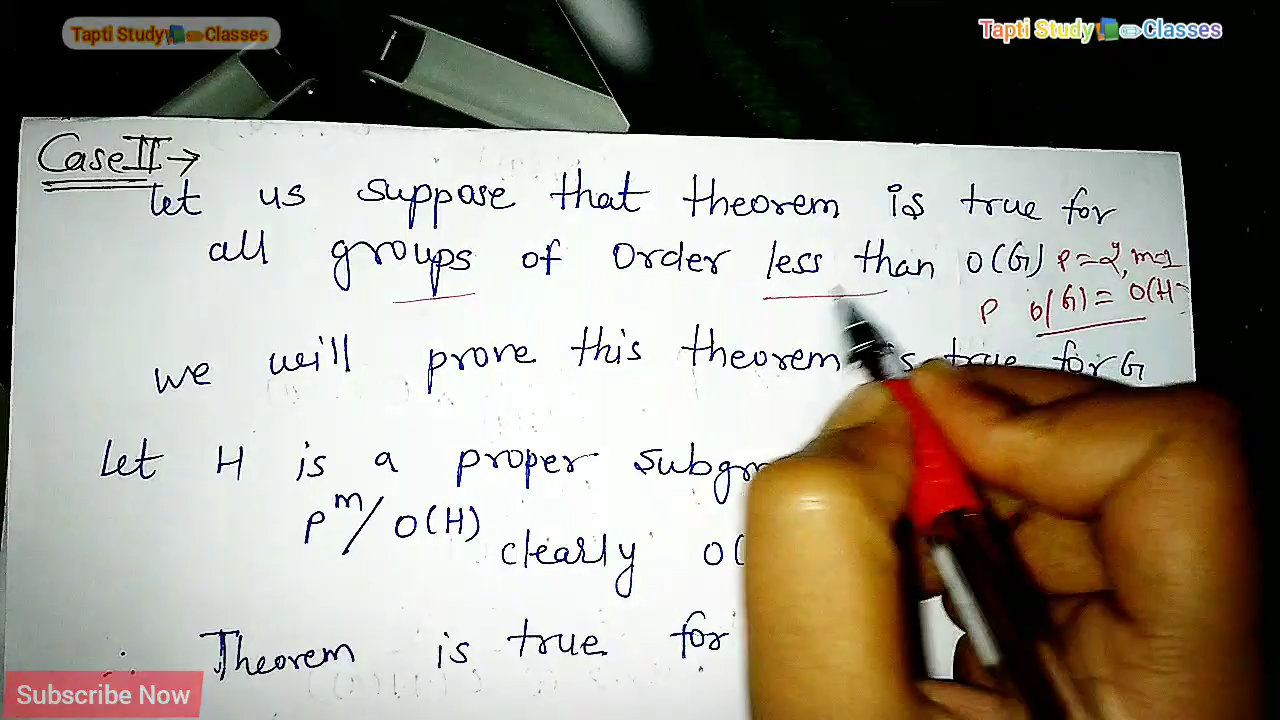 Tapti Study Classes
Tapti Study Classes
Case II →
let us suppose that theorem is true for
all groups of order less than O(G) P=2, m=1
P O(G) = O(H
we will prove this theorem is true for G
Let H is a proper
P^m/O(H)
clearly
∴ Theorem is true for
Subscribe Now